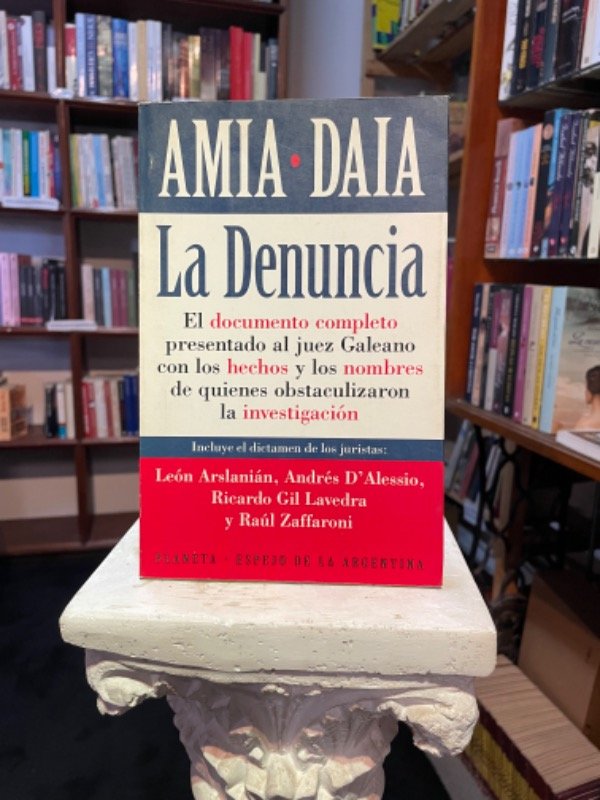 AMIA · DAIA
La Denuncia
El documento completo
presentado al juez Galeano
con los hechos y los nombres
de quienes obstaculizaron
la investigación
Incluye el dictamen de los juristas:
León Arslanián, Andrés D'Alessio,
Ricardo Gil Lavedra
y Raúl Zaffaroni
PLANETA · ESPEJO DE LA ARGENTINA